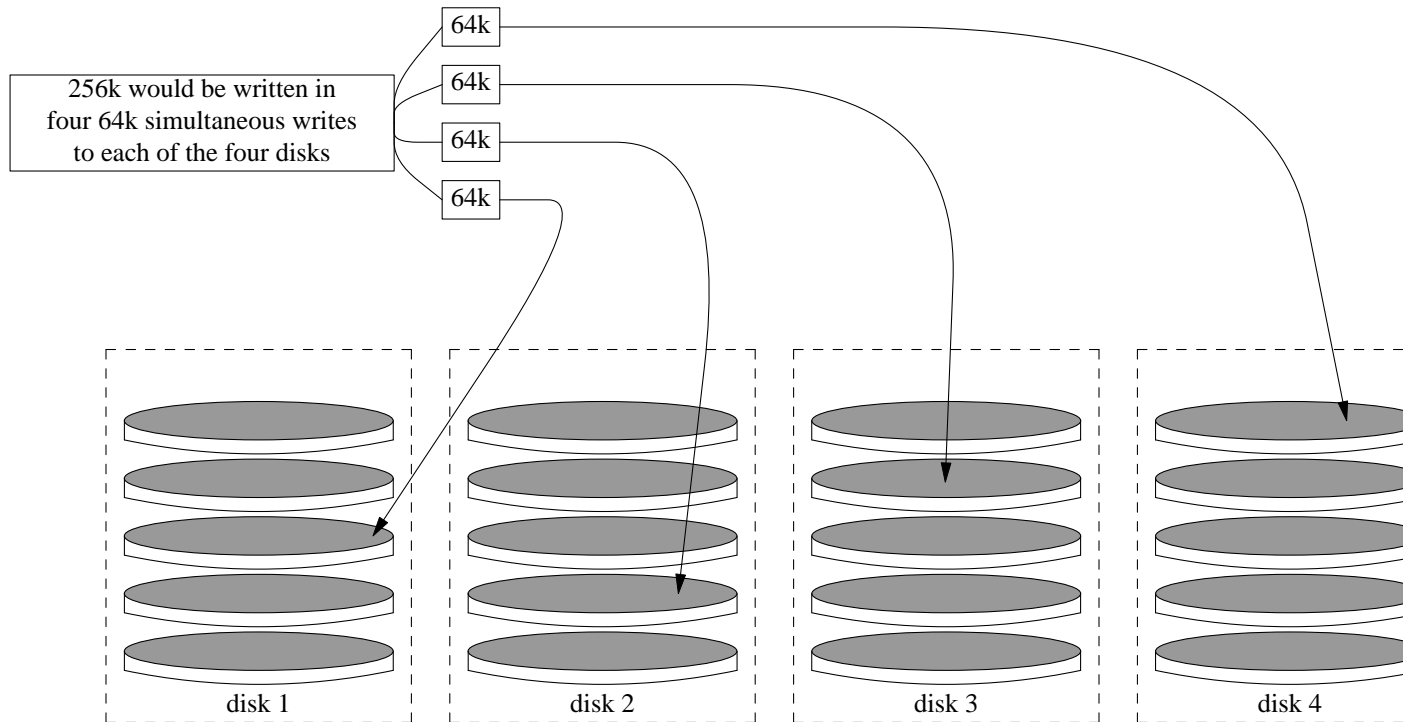 64k
64k
256k would be written in
four 64k simultaneous writes
to each of the four disks
64k
64k
disk 1
disk 2
disk 3
disk 4